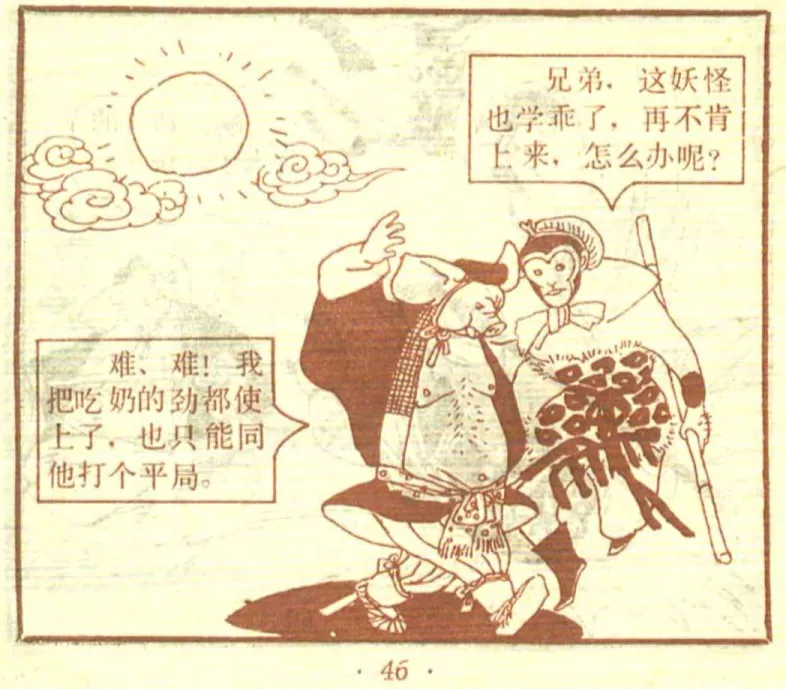 兄弟，这妖怪
也学乖了，再不肯
上来，怎么办呢？
难、难！我
把吃奶的劲都使
上了，也只能同
他打个平局。
· 46 ·